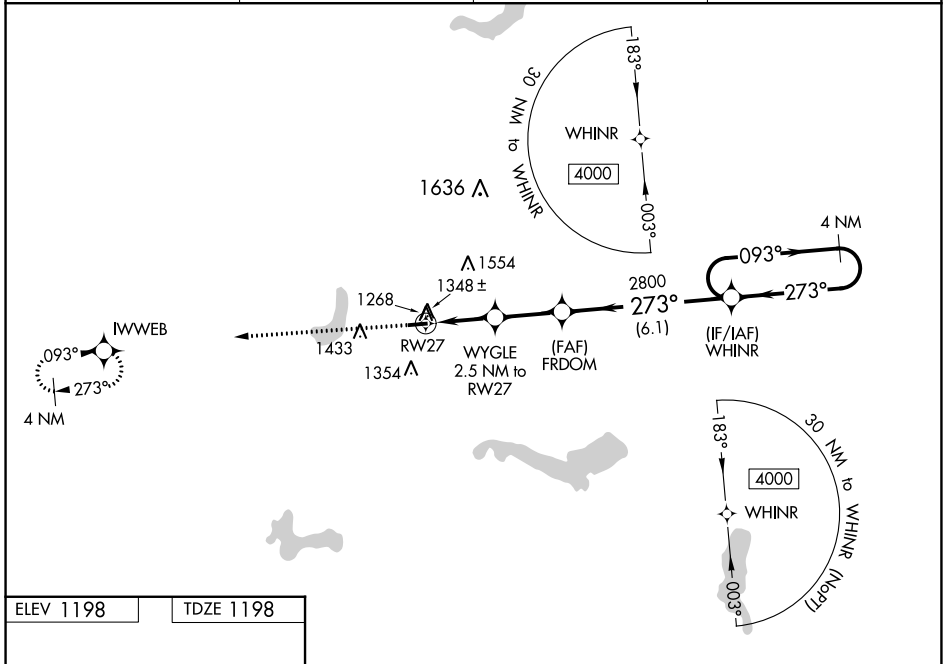 183°
30 NM to WHINR
WHINR
4000
003°
1636
4 NM
093°
273°
1554
1348 ±
1268
2800
273°
(6.1)
(IF/IAF)
WHINR
IWWEB
093°
273°
4 NM
1433
RW27
1354
WYGLE
2.5 NM to
RW27
(FAF)
FRDOM
183°
30 NM to WHINR (NoPT)
4000
WHINR
003°
ELEV 1198
TDZE 1198